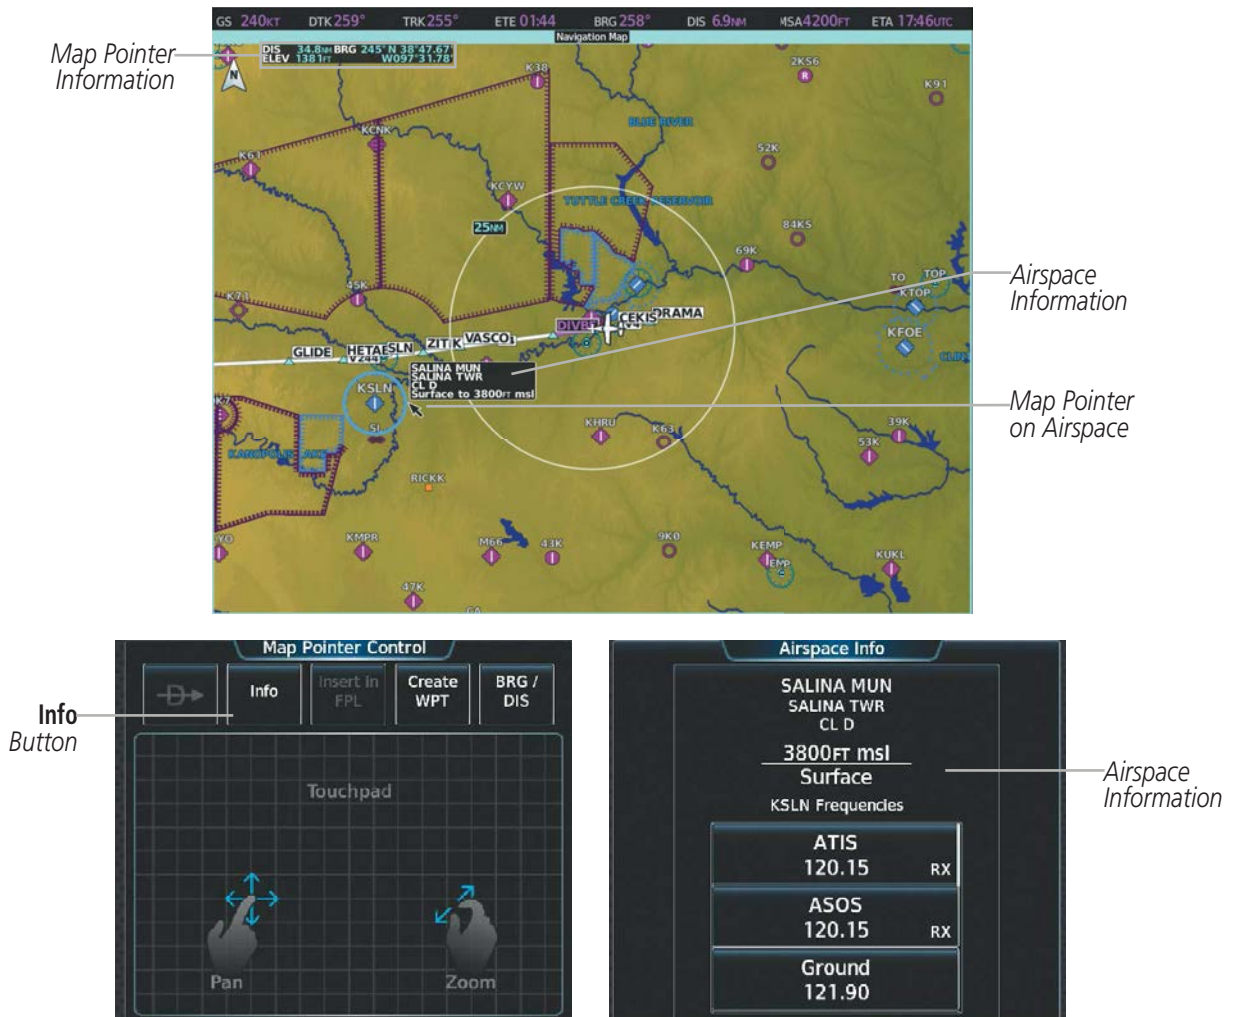 GS 240KT DTK 259° TRK 255° ETE 01:44 BRG 258° DIS 6.9NM MSA 4200FT ETA 17:46UTC
Navigation Map
Map Pointer
Information
DIS 34.8NM BRG 245° N 38°47.67'
ELEV 1381FT W097°31.78'
N
K38
2KS6
R
K91
BLUE RIVER
KCNK
52K
K61
KCYW
TUTTLE CREEK RESERVOIR
25NM
84KS
69K
Airspace
Information
TO
TOP
45K
KTOP
K71
DRAMA
CEKIS
KFOE
GLIDE
HETAB
SLN
ZITIK
VASCO
V244
SALINA MUN
SALINA TWR
CL D
Surface to 3800FT msl
KSLN
Map Pointer
on Airspace
K7
SL
KHRU
K63
39K
53K
KANOPOLIS LAKE
RICKK
YO
KMPR
M66
43K
9K0
KEMP
EMP
KUKL
47K
Map Pointer Control
Info
Insert in
FPL
Create
WPT
BRG /
DIS
Info
Button
Touchpad
Pan
Zoom
Airspace Info
SALINA MUN
SALINA TWR
CL D
3800FT msl
Surface
KSLN Frequencies
Airspace
Information
ATIS
120.15 RX
ASOS
120.15 RX
Ground
121.90